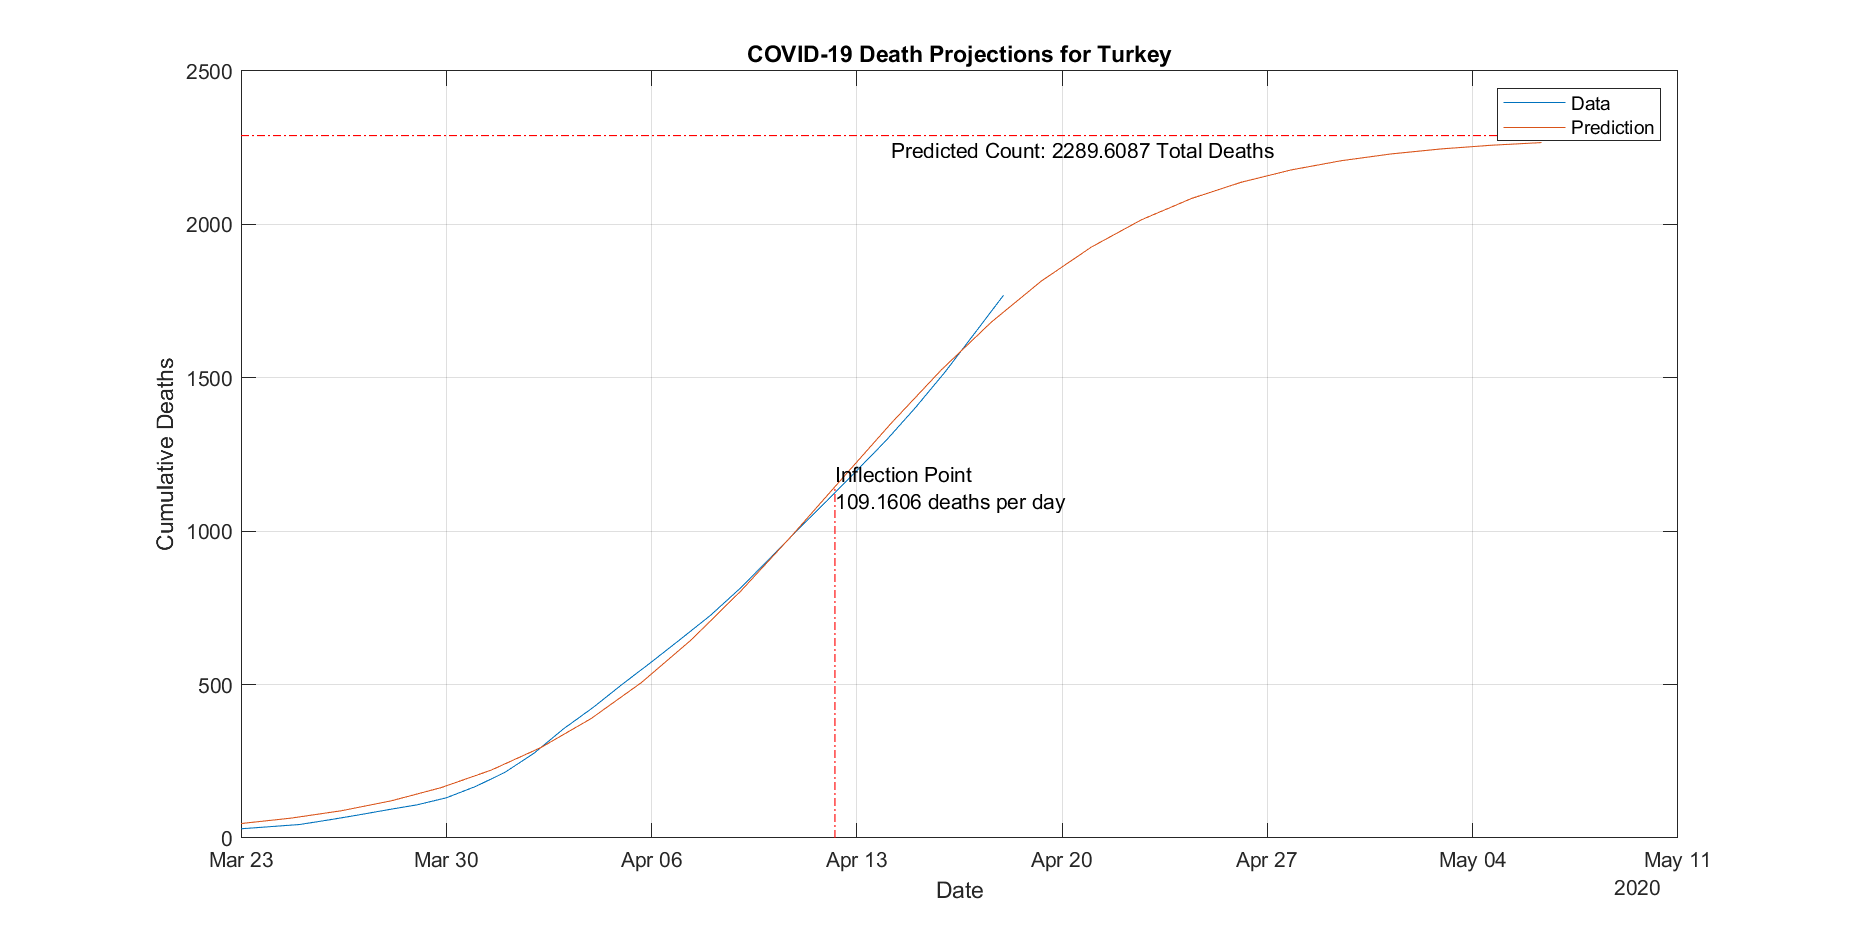 COVID-19 Death Projections for Turkey
2500
2000
1500
1000
500
0
Cumulative Deaths
Data
Prediction
Predicted Count: 2289.6087 Total Deaths
Inflection Point
109.1606 deaths per day
Mar 23 Mar 30 Apr 06 Apr 13 Apr 20 Apr 27 May 04 May 11
2020
Date